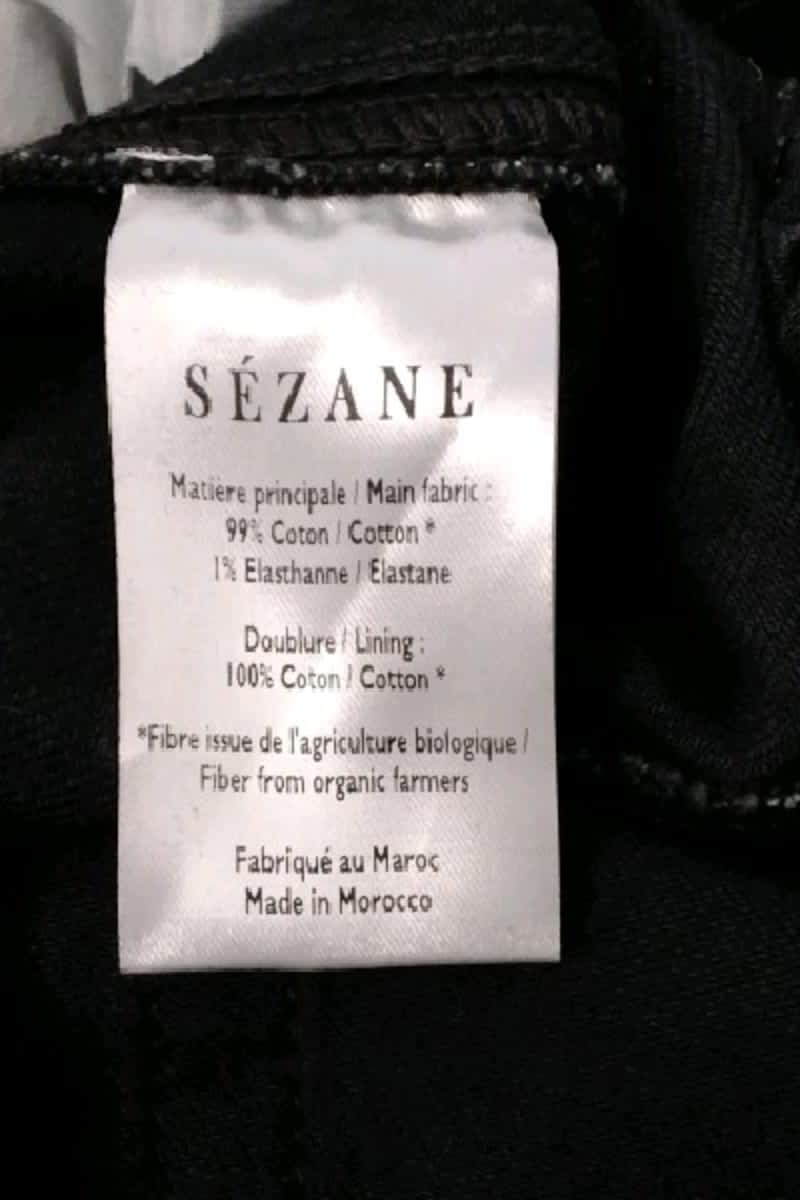 SÉZANE
Matière principale / Main fabric :
99% Coton / Cotton *
1% Elasthanne / Elastane
Doublure / Lining :
100% Coton / Cotton *
*Fibre issue de l'agriculture biologique /
Fiber from organic farmers
Fabriqué au Maroc
Made in Morocco